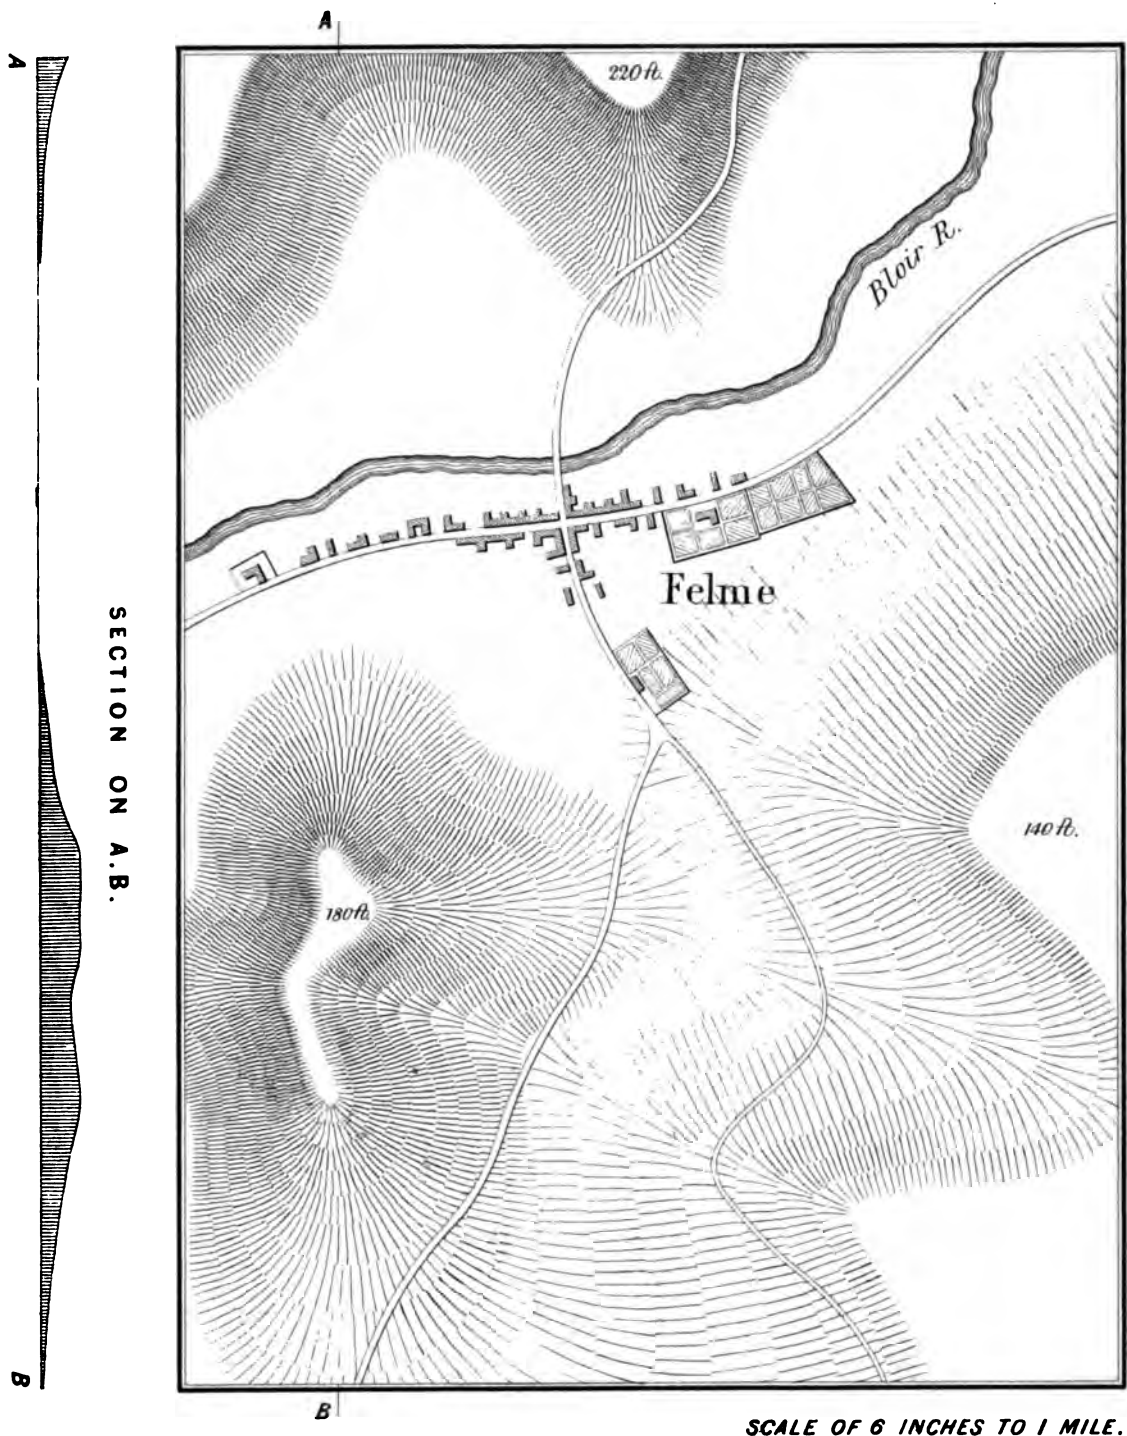 A
A
220 ft.
Bloir R.
Felme
SECTION ON A.B.
140 ft.
180 ft.
B
B
SCALE OF 6 INCHES TO 1 MILE.